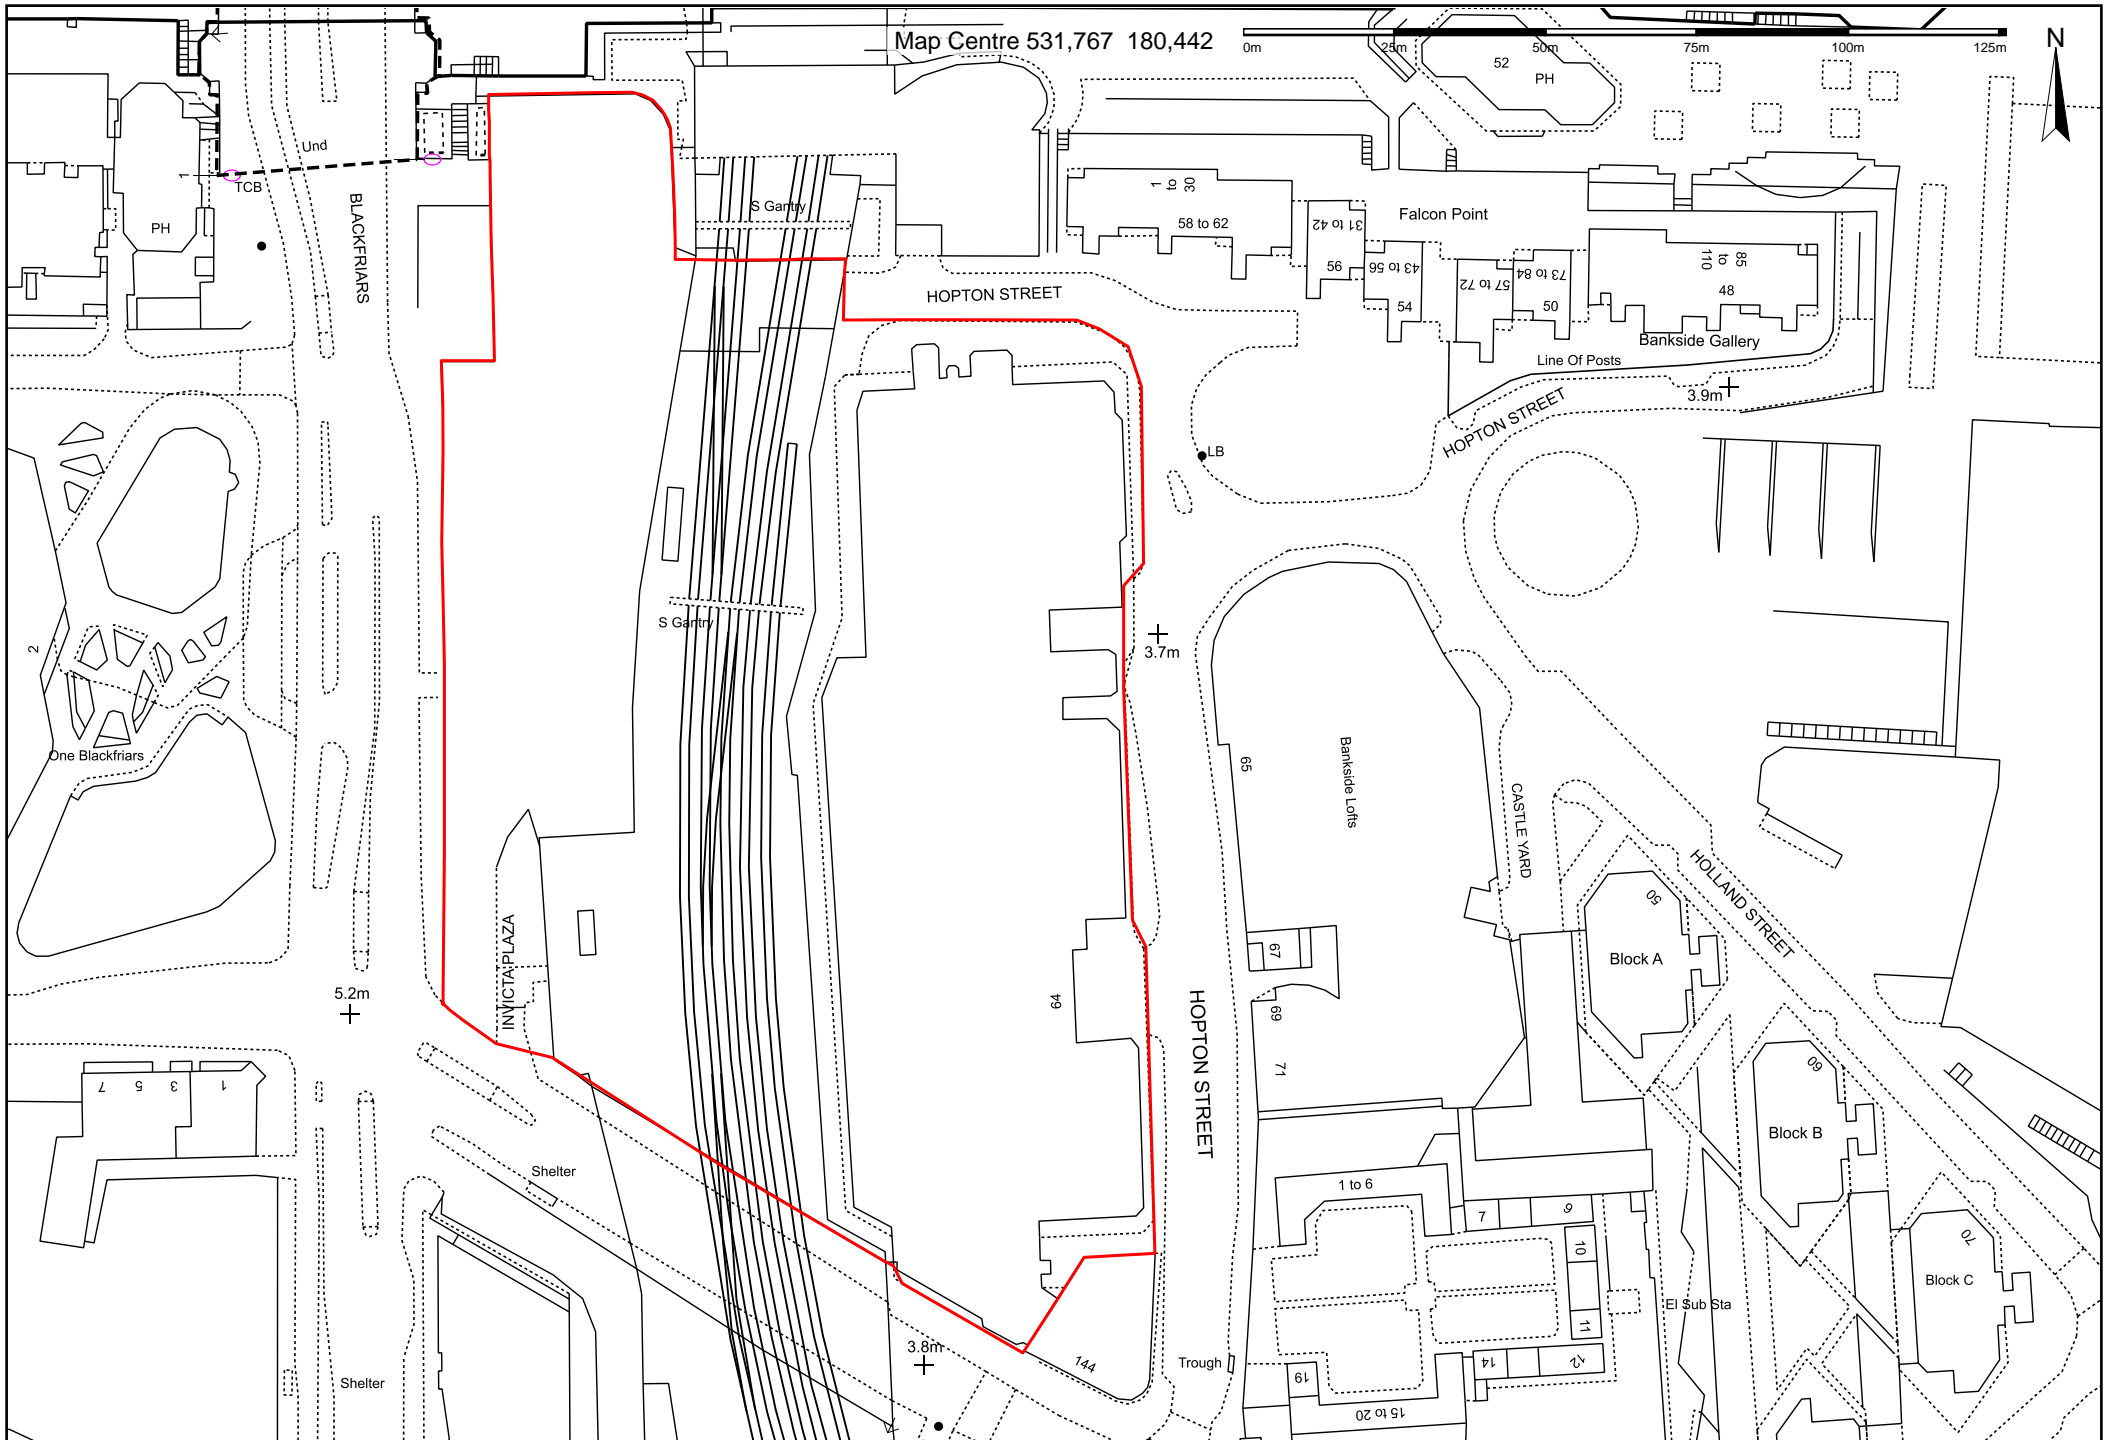 Map Centre 531,767 180,442
0m
25m
50m
75m
100m
125m
N
52
PH
Und
1
TCB
PH
BLACKFRIARS
S Gantry
1
to
30
58 to 62
31 to 42
56
43 to 56
54
Falcon Point
57 to 72
73 to 84
50
85
to
110
48
HOPTON STREET
Bankside Gallery
Line Of Posts
3.9m
HOPTON STREET
LB
S Gantry
3.7m
2
One Blackfriars
65
Bankside Lofts
CASTLE YARD
HOLLAND STREET
50
Block A
INVICTA PLAZA
67
5.2m
64
69
71
HOPTON STREET
60
Block B
7
5
3
1
Shelter
1 to 6
7
9
10
70
Block C
El Sub Sta
11
3.8m
144
Trough
14
12
19
15 to 20
Shelter